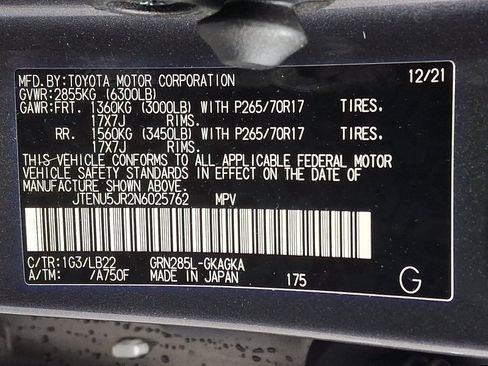 MFD.BY:TOYOTA MOTOR CORPORATION 12/21
GVWR:2855KG (6300LB)
GAWR:FRT. 1360KG (3000LB) WITH P265/70R17 TIRES.
17X7J RIMS.
RR. 1560KG (3450LB) WITH P265/70R17 TIRES.
17X7J RIMS.
THIS VEHICLE CONFORMS TO ALL APPLICABLE FEDERAL MOTOR
VEHICLE SAFETY STANDARDS IN EFFECT ON THE DATE OF
MANUFACTURE SHOWN ABOVE.
JTENU5JR2N6025762 MPV
C/TR:1G3/LB22 GRN285L-GKAGKA
A/TM: /A750F MADE IN JAPAN 175 G